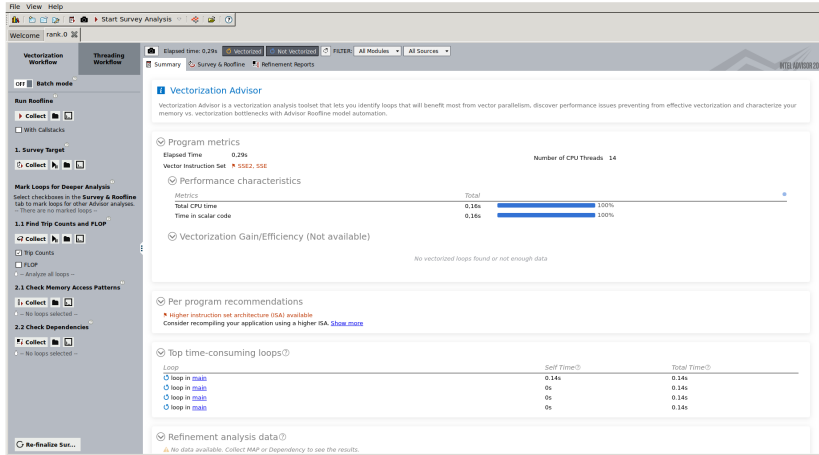 File View Help
Start Survey Analysis
Welcome rank.0
Vectorization Workflow
Threading Workflow
OFF Batch mode
Run Roofline
Collect
With Callstacks
1. Survey Target
Collect
Mark Loops for Deeper Analysis
Select checkboxes in the Survey & Roofline
tab to mark loops for other Advisor analyses.
-- There are no marked loops --
1.1 Find Trip Counts and FLOP
Collect
Trip Counts
FLOP
-- Analyze all loops --
2.1 Check Memory Access Patterns
Collect
-- No loops selected --
2.2 Check Dependencies
Collect
-- No loops selected --
Re-finalize Sur...
Elapsed time: 0,29s Vectorized Not Vectorized FILTER: All Modules All Sources
Summary Survey & Roofline Refinement Reports
INTEL ADVISOR 20
Vectorization Advisor
Vectorization Advisor is a vectorization analysis toolset that lets you identify loops that will benefit most from vector parallelism, discover performance issues preventing from effective vectorization and characterize your
memory vs. vectorization bottlenecks with Advisor Roofline model automation.
Program metrics
Elapsed Time 0,29s
Number of CPU Threads 14
Vector Instruction Set SSE2, SSE
Performance characteristics
Metrics Total
Total CPU time 0,16s 100%
Time in scalar code 0,16s 100%
Vectorization Gain/Efficiency (Not available)
No vectorized loops found or not enough data
Per program recommendations
Higher instruction set architecture (ISA) available
Consider recompiling your application using a higher ISA. Show more
Top time-consuming loops
Loop Self Time Total Time
loop in main 0.14s 0.14s
loop in main 0s 0.14s
loop in main 0s 0.14s
loop in main 0s 0.14s
Refinement analysis data
No data available. Collect MAP or Dependency to see the results.